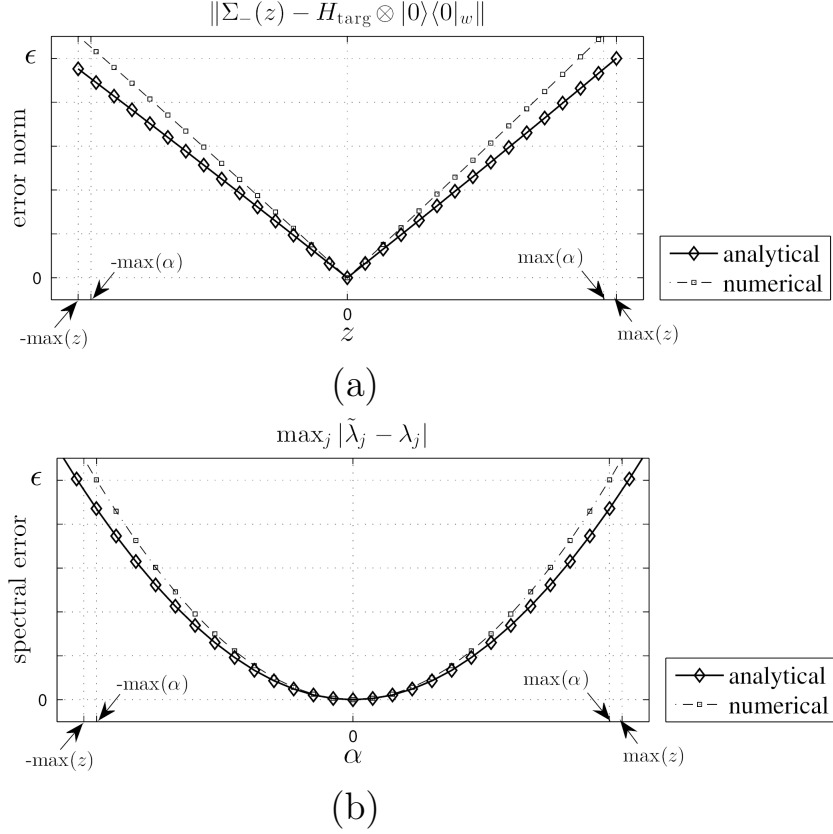 ‖Σ₋(z) − H_targ ⊗ |0⟩⟨0|_w‖
ϵ
error norm
0
-max(α)
max(α)
-max(z)
0
max(z)
z
analytical
numerical
(a)
max_j |λ̃_j − λ_j|
ϵ
spectral error
0
-max(α)
max(α)
-max(z)
0
max(z)
α
analytical
numerical
(b)